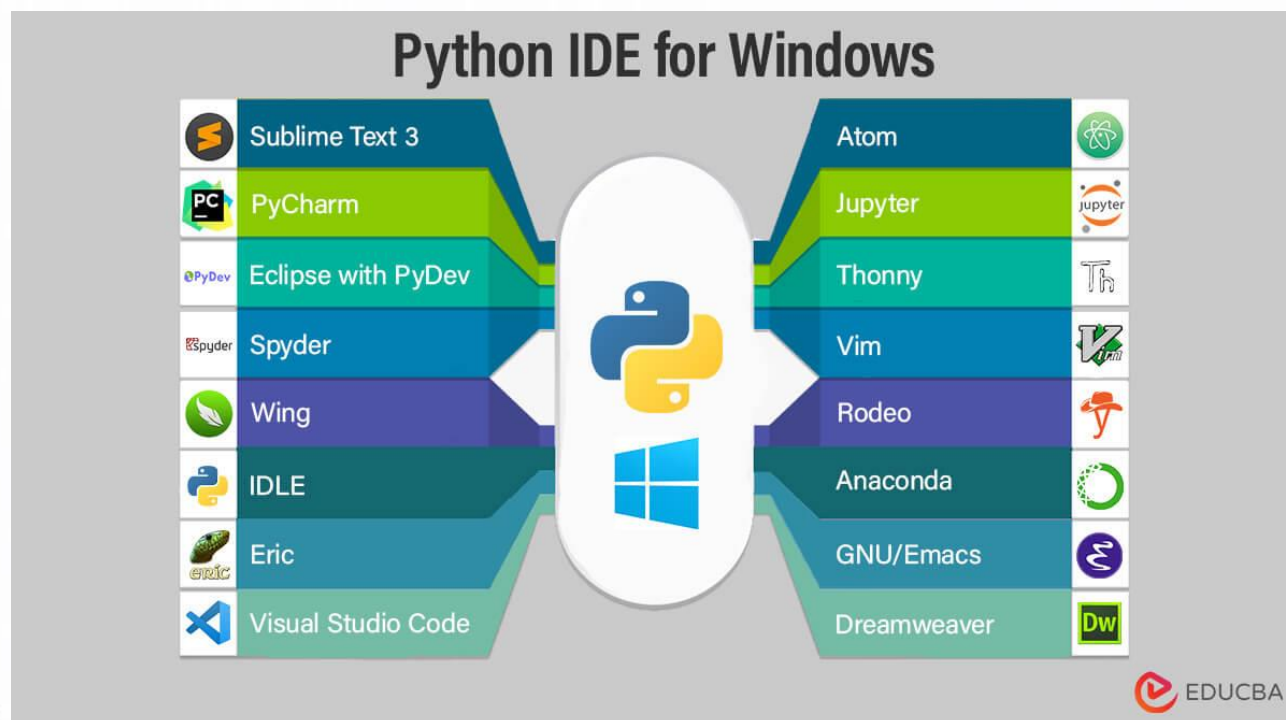 Python IDE for Windows
Sublime Text 3
PC PyCharm
PyDev Eclipse with PyDev
spyder Spyder
Wing
IDLE
eric Eric
Visual Studio Code
Atom
Jupyter jupyter
Thonny Th
Vim Vim
Rodeo y
Anaconda
GNU/Emacs
Dreamweaver Dw
EDUCBA